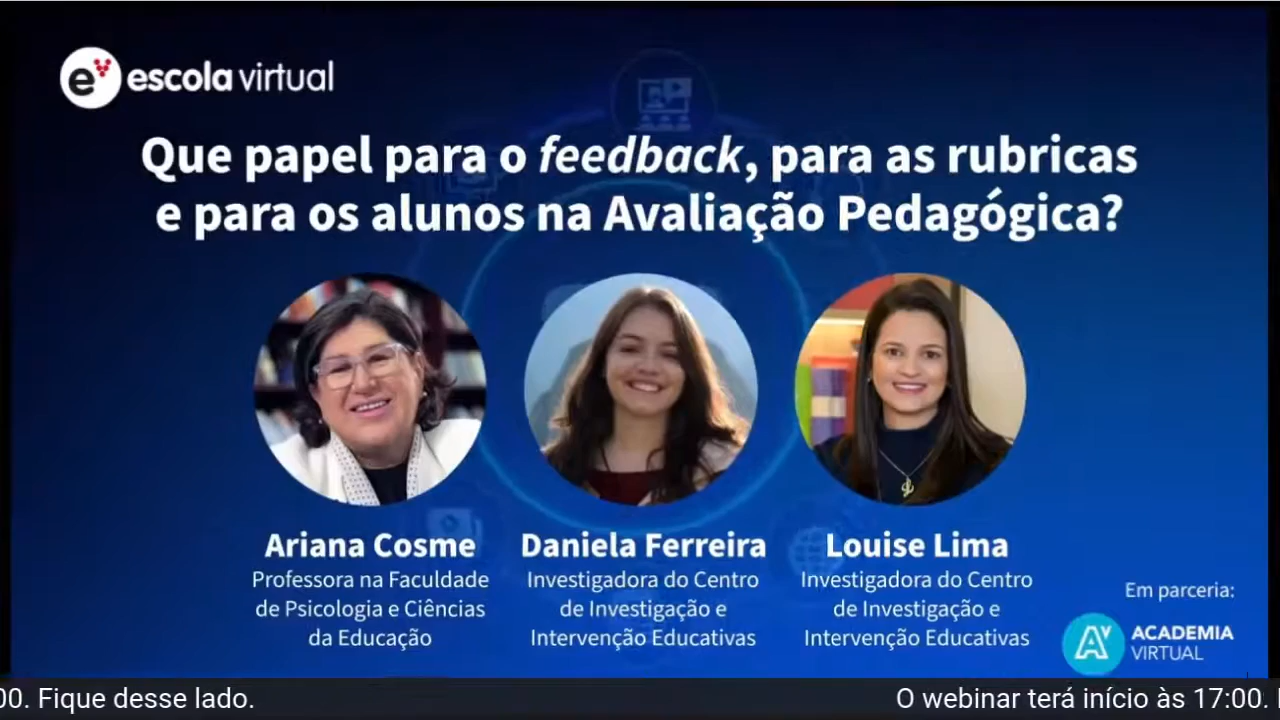 escola virtual
Que papel para o feedback, para as rubricas
e para os alunos na Avaliação Pedagógica?
Ariana Cosme
Professora na Faculdade
de Psicologia e Ciências
da Educação
Daniela Ferreira
Investigadora do Centro
de Investigação e
Intervenção Educativas
Louise Lima
Investigadora do Centro
de Investigação e
Intervenção Educativas
Em parceria:
ACADEMIA
VIRTUAL
00. Fique desse lado.
O webinar terá início às 17:00.